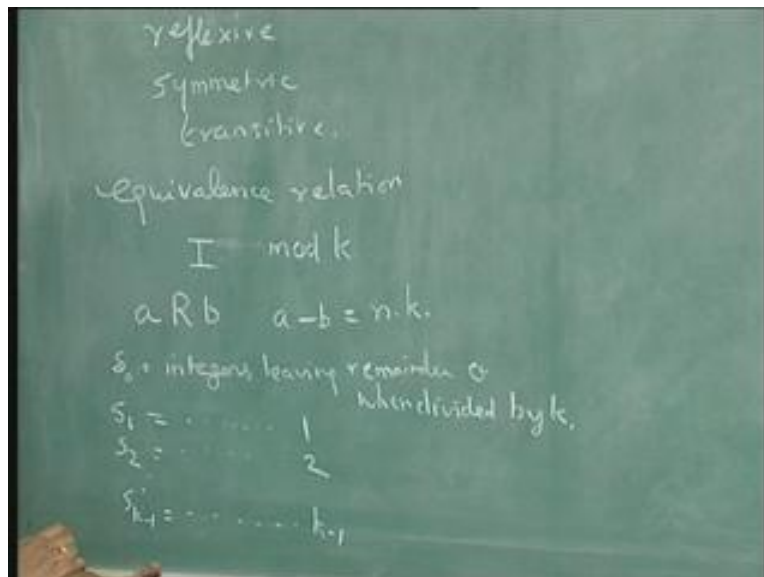 reflexive
symmetric
transitive.
equivalence relation
I mod k
a R b a-b = n.k.
S₀ = integers leaving remainder 0
when divided by k.
S₁ = ....... 1
S₂ = ..... 2
Sₖ₋₁ = ........ k-1